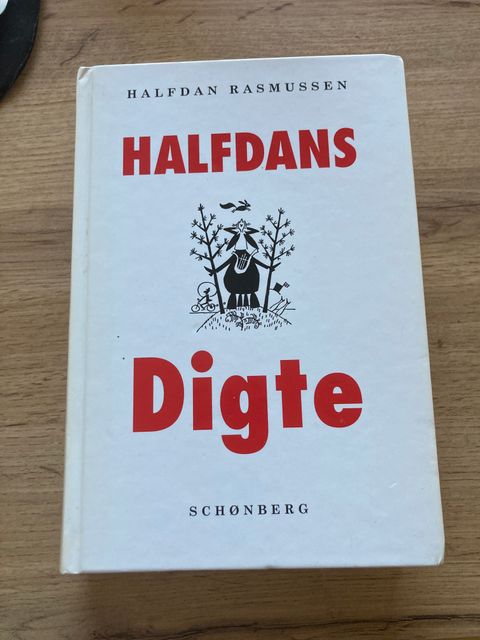 HALFDAN RASMUSSEN
HALFDANS
Digte
SCHØNBERG